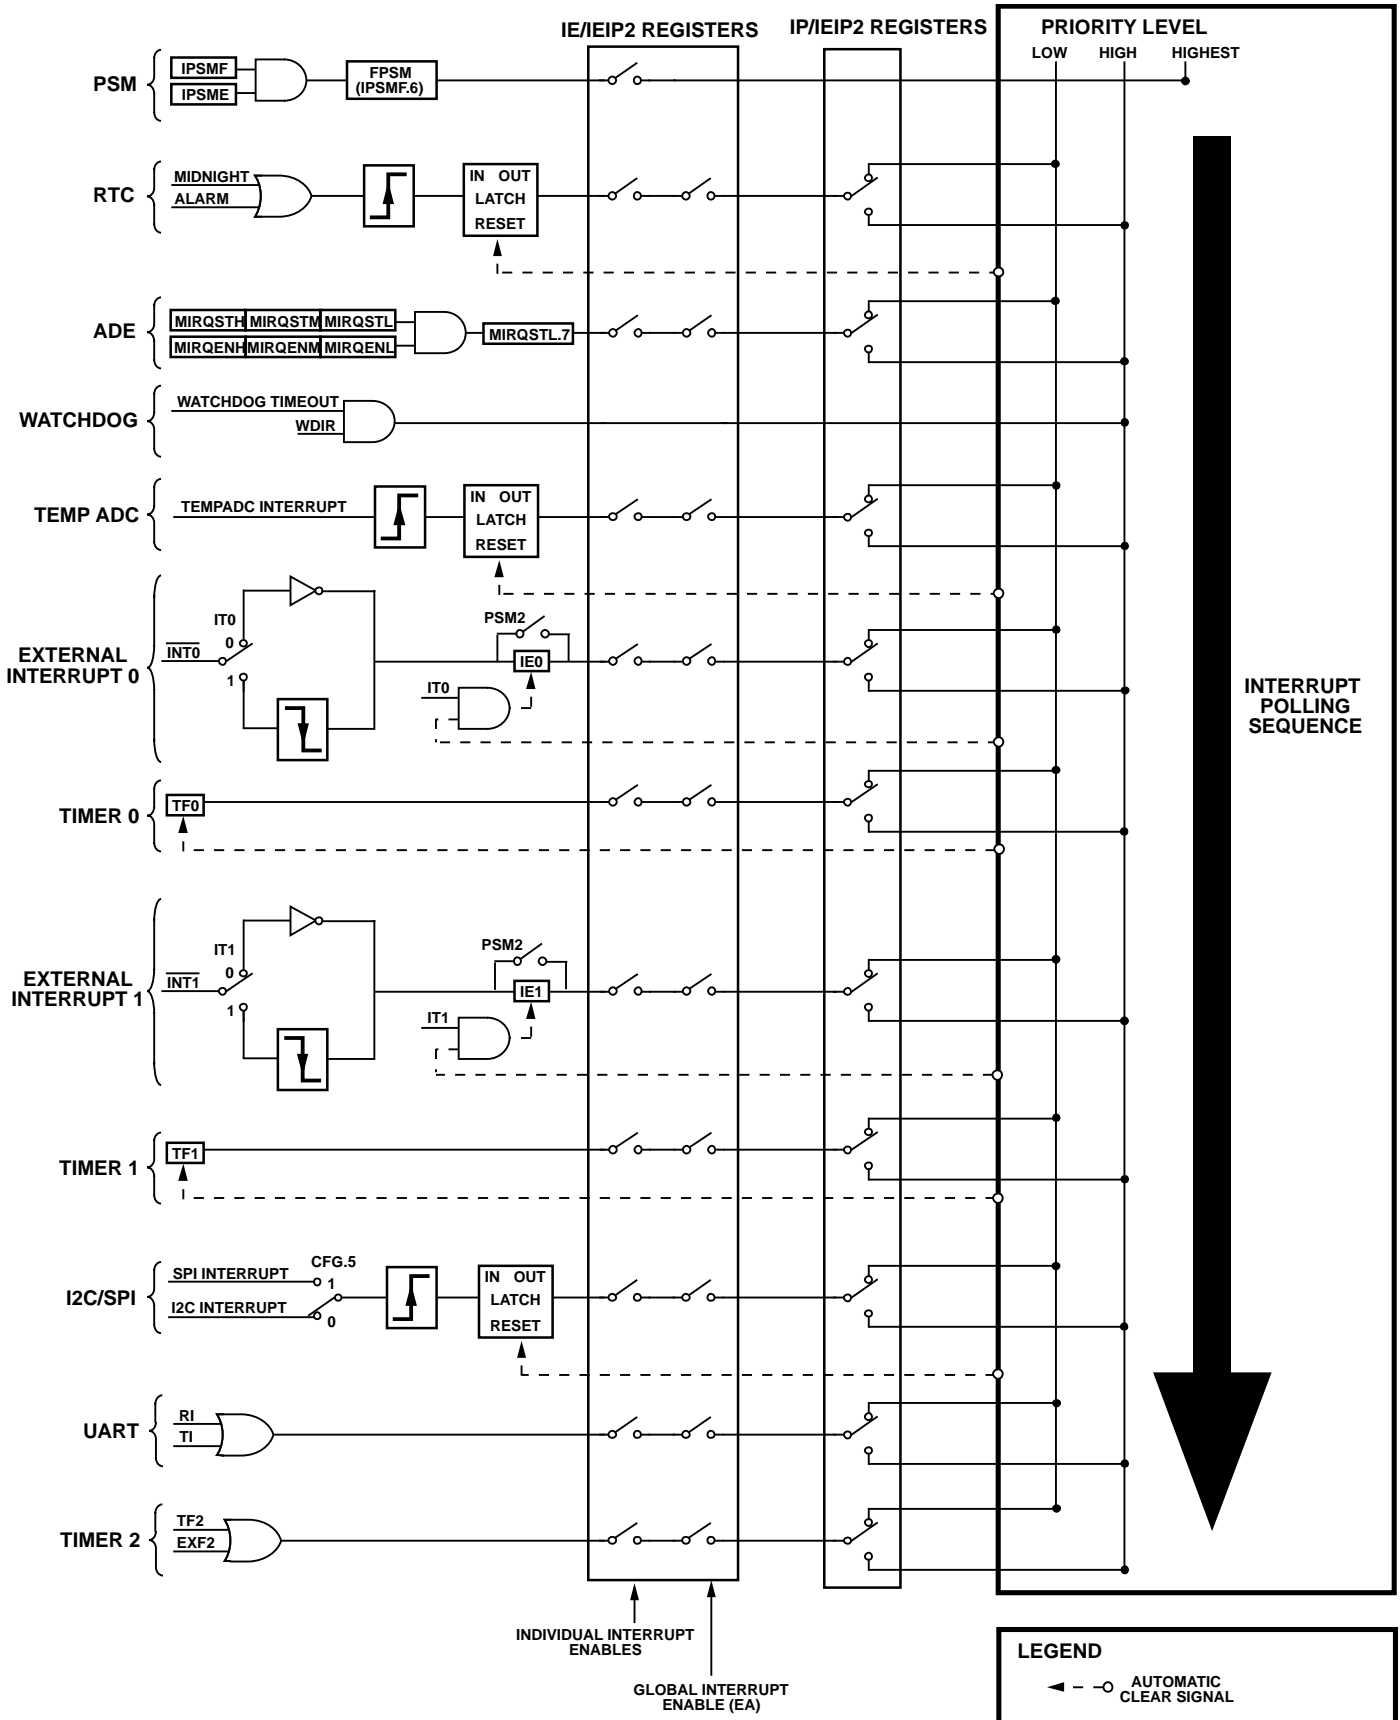 IE/IEIP2 REGISTERS
IP/IEIP2 REGISTERS
PRIORITY LEVEL
LOW HIGH HIGHEST
PSM
IPSMF
IPSME
FPSM
(IPSMF.6)
RTC
MIDNIGHT
ALARM
IN OUT
LATCH
RESET
ADE
MIRQSTH MIRQSTM MIRQSTL
MIRQENH MIRQENM MIRQENL
MIRQSTL.7
WATCHDOG
WATCHDOG TIMEOUT
WDIR
TEMP ADC
TEMPADC INTERRUPT
IN OUT
LATCH
RESET
EXTERNAL
INTERRUPT 0
INT0
IT0
0
1
PSM2
IE0
IT0
INTERRUPT
POLLING
SEQUENCE
TIMER 0
TF0
EXTERNAL
INTERRUPT 1
INT1
IT1
0
1
PSM2
IE1
IT1
TIMER 1
TF1
I2C/SPI
SPI INTERRUPT
I2C INTERRUPT
CFG.5
1
0
IN OUT
LATCH
RESET
UART
RI
TI
TIMER 2
TF2
EXF2
INDIVIDUAL INTERRUPT
ENABLES
GLOBAL INTERRUPT
ENABLE (EA)
LEGEND
AUTOMATIC
CLEAR SIGNAL